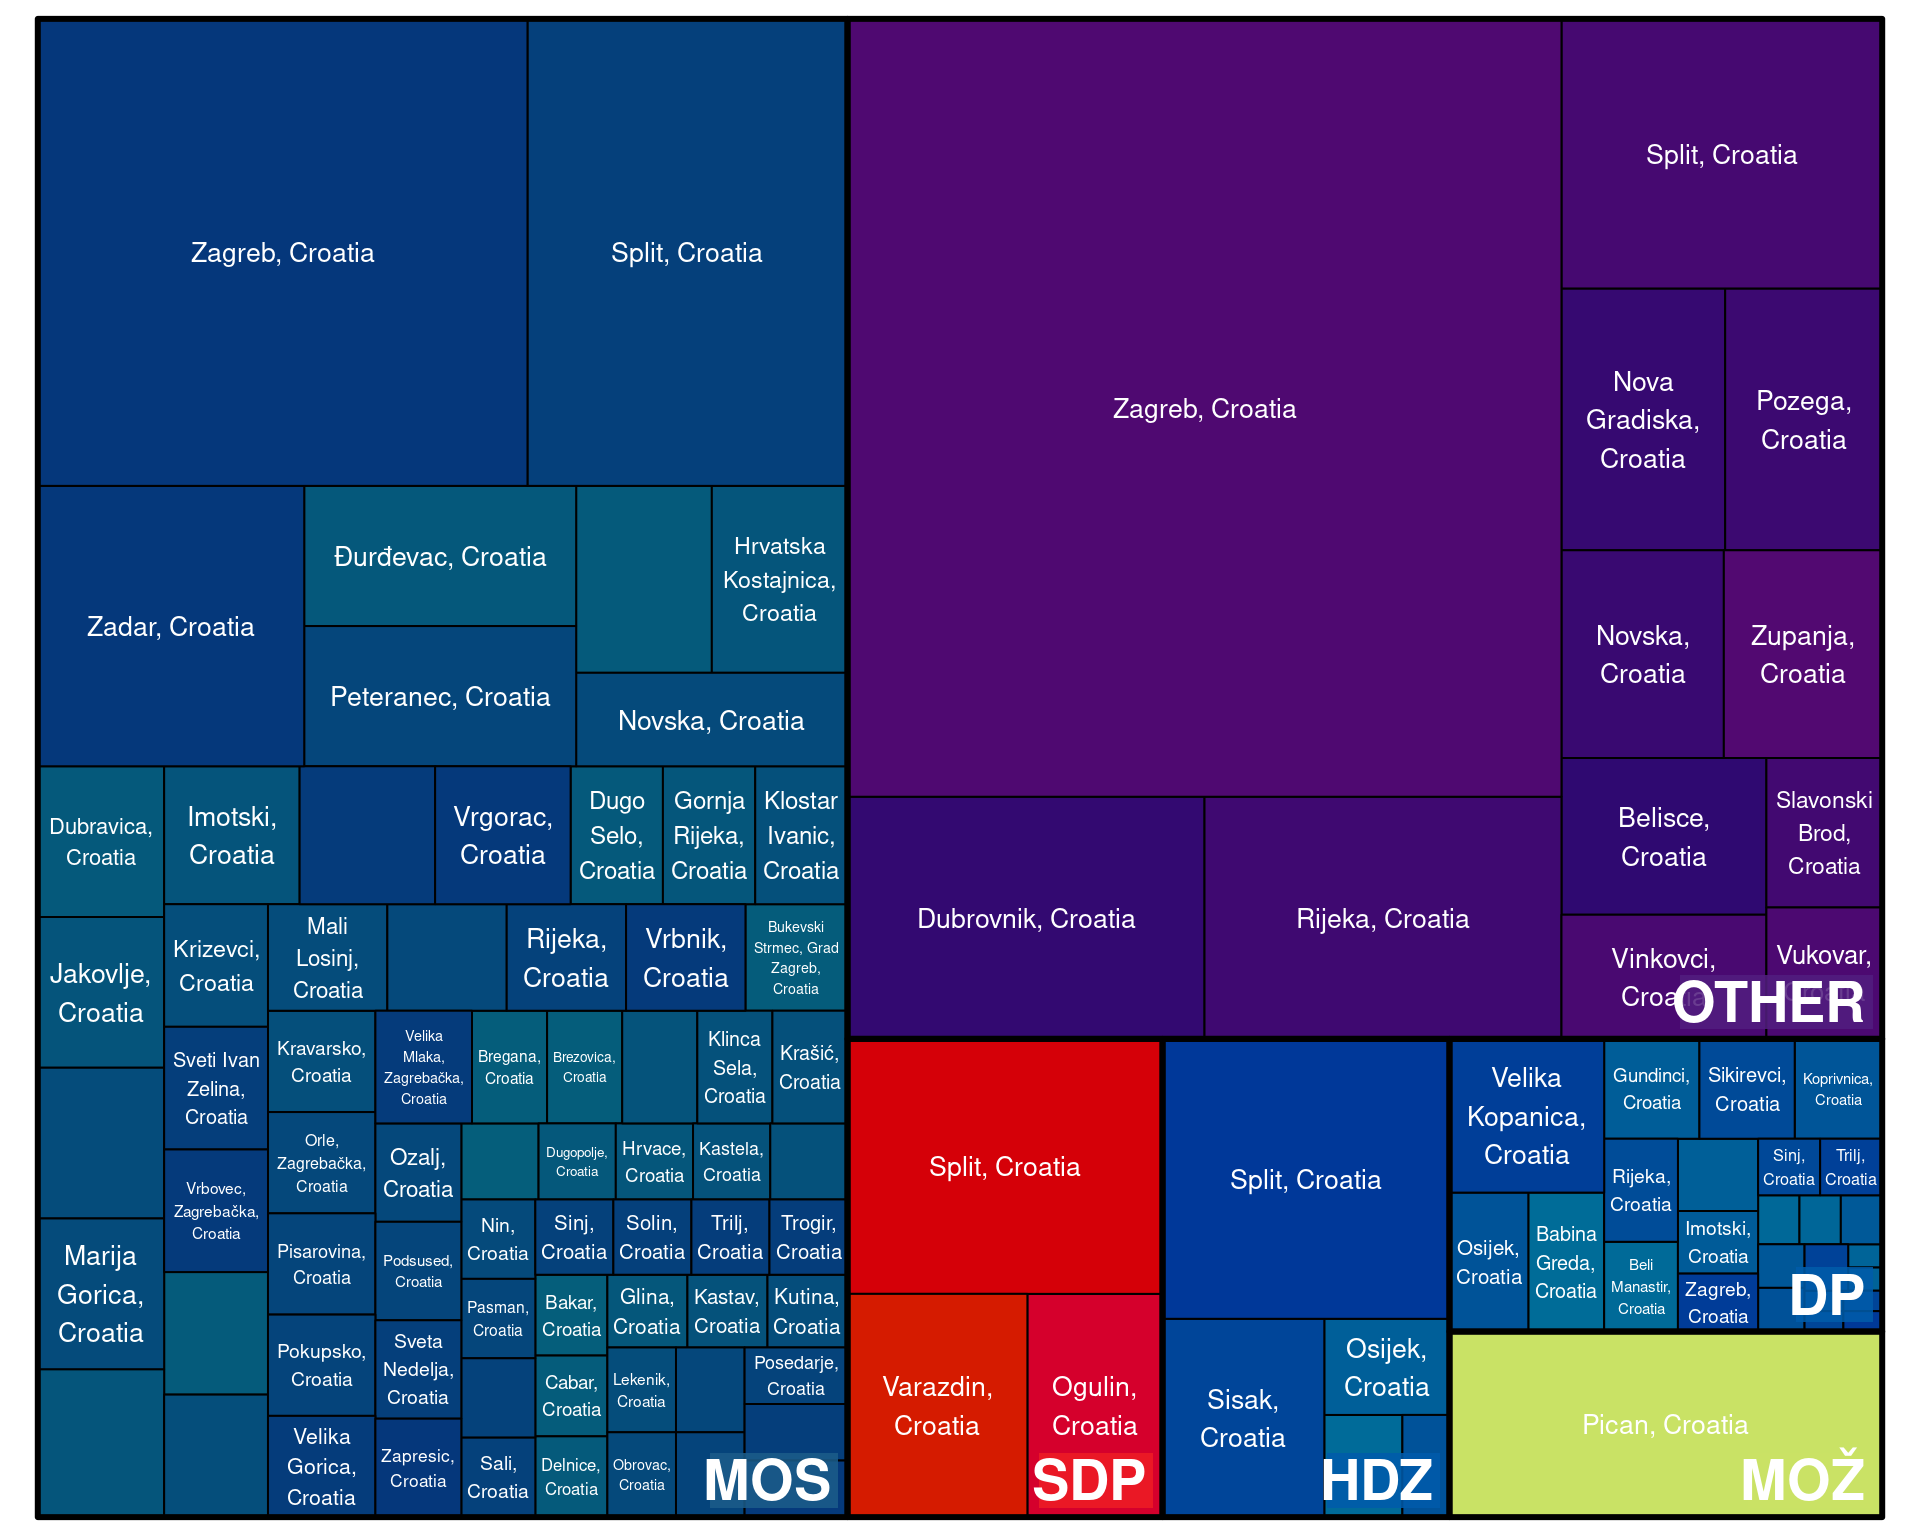 Zagreb, Croatia
Split, Croatia
Zadar, Croatia
Đurđevac, Croatia
Peteranec, Croatia
Hrvatska
Kostajnica,
Croatia
Novska, Croatia
Dubravica,
Croatia
Imotski,
Croatia
Vrgorac,
Croatia
Dugo
Selo,
Croatia
Gornja
Rijeka,
Croatia
Klostar
Ivanic,
Croatia
Jakovlje,
Croatia
Krizevci,
Croatia
Mali
Losinj,
Croatia
Rijeka,
Croatia
Vrbnik,
Croatia
Bukevski
Strmec, Grad
Zagreb,
Croatia
Sveti Ivan
Zelina,
Croatia
Kravarsko,
Croatia
Velika
Mlaka,
Zagrebačka,
Croatia
Bregana,
Croatia
Brezovica,
Croatia
Klinca
Sela,
Croatia
Krašić,
Croatia
Orle,
Zagrebačka,
Croatia
Ozalj,
Croatia
Dugopolje,
Croatia
Hrvace,
Croatia
Kastela,
Croatia
Vrbovec,
Zagrebačka,
Croatia
Pisarovina,
Croatia
Podsused,
Croatia
Nin,
Croatia
Sinj,
Croatia
Solin,
Croatia
Trilj,
Croatia
Trogir,
Croatia
Marija
Gorica,
Croatia
Pokupsko,
Croatia
Sveta
Nedelja,
Croatia
Pasman,
Croatia
Bakar,
Croatia
Glina,
Croatia
Kastav,
Croatia
Kutina,
Croatia
Cabar,
Croatia
Lekenik,
Croatia
Posedarje,
Croatia
Velika
Gorica,
Croatia
Zapresic,
Croatia
Sali,
Croatia
Delnice,
Croatia
Obrovac,
Croatia
MOS
Zagreb, Croatia
Split, Croatia
Nova
Gradiska,
Croatia
Pozega,
Croatia
Novska,
Croatia
Zupanja,
Croatia
Belisce,
Croatia
Slavonski
Brod,
Croatia
Dubrovnik, Croatia
Rijeka, Croatia
Vinkovci,
Croatia
Vukovar,
Croatia
OTHER
Split, Croatia
Varazdin,
Croatia
Ogulin,
Croatia
SDP
Split, Croatia
Sisak,
Croatia
Osijek,
Croatia
HDZ
Velika
Kopanica,
Croatia
Gundinci,
Croatia
Sikirevci,
Croatia
Koprivnica,
Croatia
Osijek,
Croatia
Babina
Greda,
Croatia
Rijeka,
Croatia
Sinj,
Croatia
Trilj,
Croatia
Imotski,
Croatia
Beli
Manastir,
Croatia
Zagreb,
Croatia
DP
Pican, Croatia
MOŽ